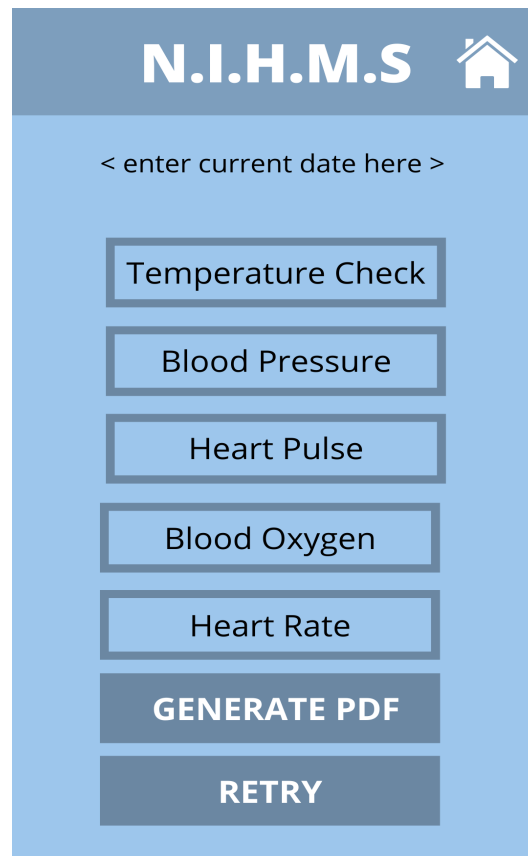 N.I.H.M.S
< enter current date here >
Temperature Check
Blood Pressure
Heart Pulse
Blood Oxygen
Heart Rate
GENERATE PDF
RETRY